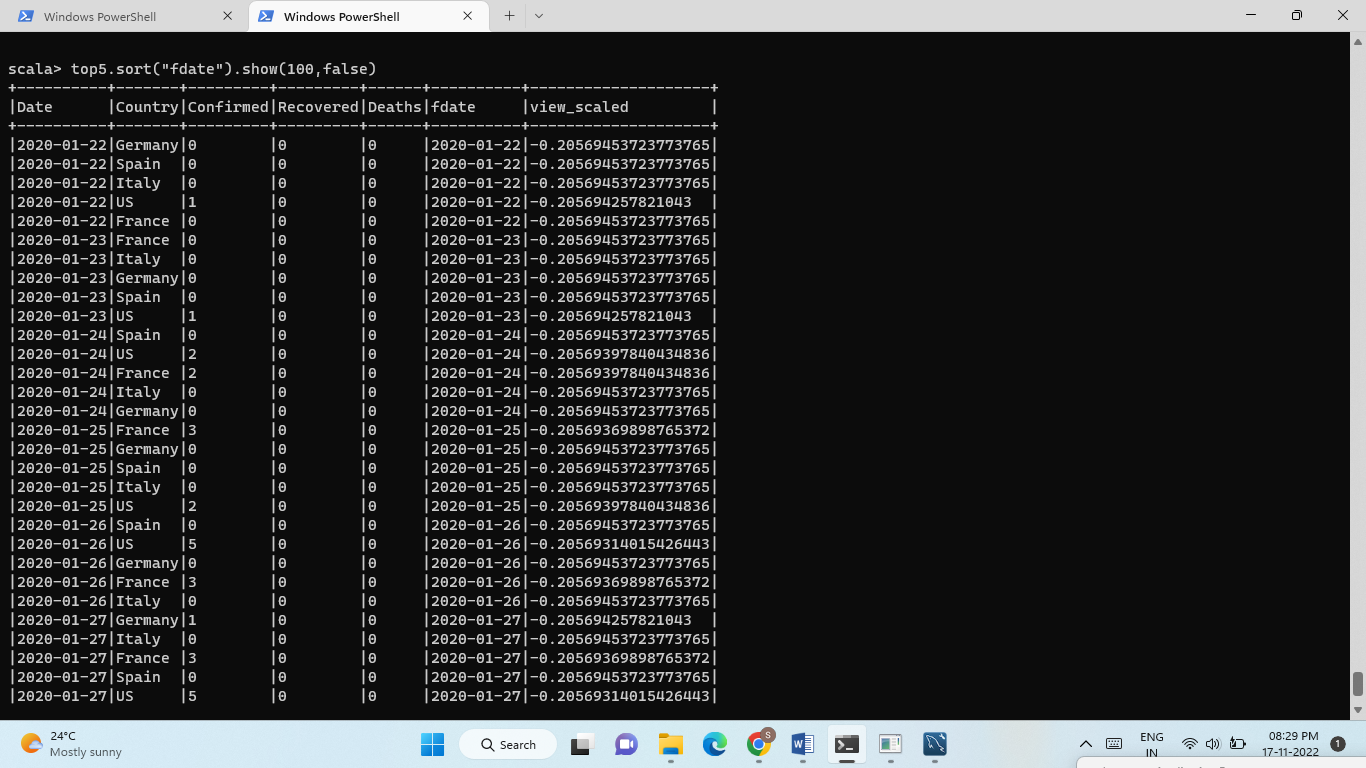 Windows PowerShell
Windows PowerShell
scala> top5.sort("fdate").show(100,false)
+----------+-------+---------+---------+------+----------+--------------------+
|Date      |Country|Confirmed|Recovered|Deaths|fdate     |view_scaled         |
+----------+-------+---------+---------+------+----------+--------------------+
|2020-01-22|Germany|0        |0        |0     |2020-01-22|-0.20569453723773765|
|2020-01-22|Spain  |0        |0        |0     |2020-01-22|-0.20569453723773765|
|2020-01-22|Italy  |0        |0        |0     |2020-01-22|-0.20569453723773765|
|2020-01-22|US     |1        |0        |0     |2020-01-22|-0.205694257821043  |
|2020-01-22|France |0        |0        |0     |2020-01-22|-0.20569453723773765|
|2020-01-23|France |0        |0        |0     |2020-01-23|-0.20569453723773765|
|2020-01-23|Italy  |0        |0        |0     |2020-01-23|-0.20569453723773765|
|2020-01-23|Germany|0        |0        |0     |2020-01-23|-0.20569453723773765|
|2020-01-23|Spain  |0        |0        |0     |2020-01-23|-0.20569453723773765|
|2020-01-23|US     |1        |0        |0     |2020-01-23|-0.205694257821043  |
|2020-01-24|Spain  |0        |0        |0     |2020-01-24|-0.20569453723773765|
|2020-01-24|US     |2        |0        |0     |2020-01-24|-0.20569397840434836|
|2020-01-24|France |2        |0        |0     |2020-01-24|-0.20569397840434836|
|2020-01-24|Italy  |0        |0        |0     |2020-01-24|-0.20569453723773765|
|2020-01-24|Germany|0        |0        |0     |2020-01-24|-0.20569453723773765|
|2020-01-25|France |3        |0        |0     |2020-01-25|-0.20569369898765372|
|2020-01-25|Germany|0        |0        |0     |2020-01-25|-0.20569453723773765|
|2020-01-25|Spain  |0        |0        |0     |2020-01-25|-0.20569453723773765|
|2020-01-25|Italy  |0        |0        |0     |2020-01-25|-0.20569453723773765|
|2020-01-25|US     |2        |0        |0     |2020-01-25|-0.20569397840434836|
|2020-01-26|Spain  |0        |0        |0     |2020-01-26|-0.20569453723773765|
|2020-01-26|US     |5        |0        |0     |2020-01-26|-0.20569314015426443|
|2020-01-26|Germany|0        |0        |0     |2020-01-26|-0.20569453723773765|
|2020-01-26|France |3        |0        |0     |2020-01-26|-0.20569369898765372|
|2020-01-26|Italy  |0        |0        |0     |2020-01-26|-0.20569453723773765|
|2020-01-27|Germany|1        |0        |0     |2020-01-27|-0.205694257821043  |
|2020-01-27|Italy  |0        |0        |0     |2020-01-27|-0.20569453723773765|
|2020-01-27|France |3        |0        |0     |2020-01-27|-0.20569369898765372|
|2020-01-27|Spain  |0        |0        |0     |2020-01-27|-0.20569453723773765|
|2020-01-27|US     |5        |0        |0     |2020-01-27|-0.20569314015426443|
24°C
Mostly sunny
Search
S
W
ENG
IN
08:29 PM
17-11-2022
1